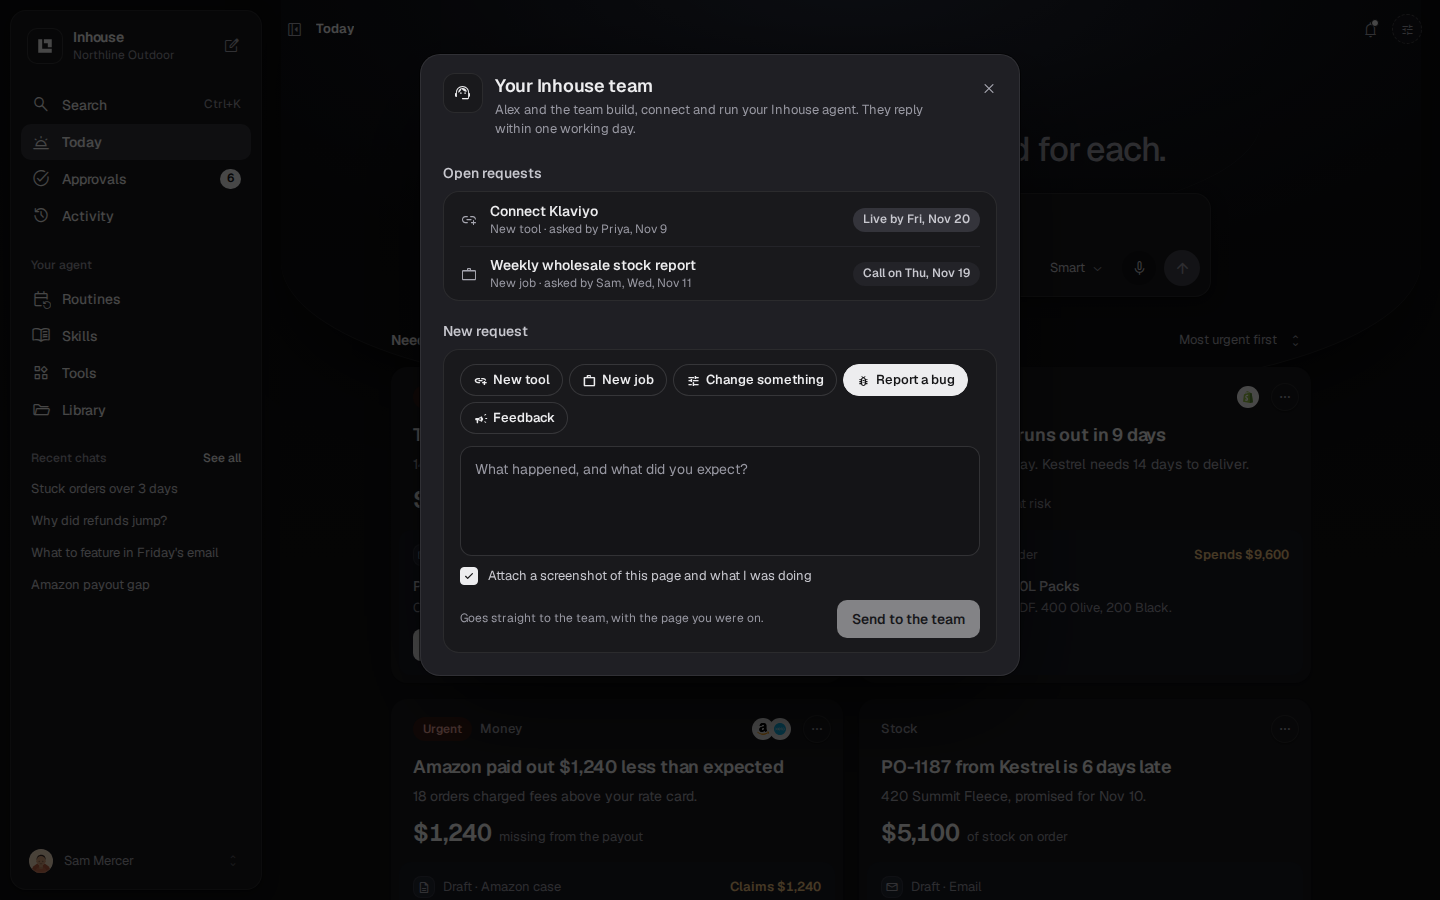 Inhouse
Northline Outdoor
Search
Ctrl+K
Today
Approvals
6
Activity
Your agent
Routines
Skills
Tools
Library
Recent chats
See all
Stuck orders over 3 days
Why did refunds jump?
What to feature in Friday's email
Amazon payout gap
Sam Mercer
Today
d for each.
Smart
Most urgent first
Your Inhouse team
Alex and the team build, connect and run your Inhouse agent. They reply
within one working day.
Open requests
Connect Klaviyo
New tool · asked by Priya, Nov 9
Live by Fri, Nov 20
Weekly wholesale stock report
New job · asked by Sam, Wed, Nov 11
Call on Thu, Nov 19
New request
New tool
New job
Change something
Report a bug
Feedback
What happened, and what did you expect?
Attach a screenshot of this page and what I was doing
Goes straight to the team, with the page you were on.
Send to the team
runs out in 9 days
ay. Kestrel needs 14 days to deliver.
t risk
der
Spends $9,600
0L Packs
OF. 400 Olive, 200 Black.
Urgent
Money
Amazon paid out $1,240 less than expected
18 orders charged fees above your rate card.
$1,240 missing from the payout
Draft · Amazon case
Claims $1,240
Stock
PO-1187 from Kestrel is 6 days late
420 Summit Fleece, promised for Nov 10.
$5,100 of stock on order
Draft · Email